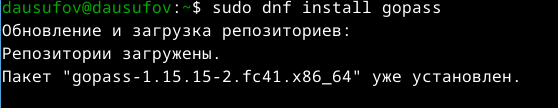 dausufov@dausufov:~$ sudo dnf install gopass
Обновление и загрузка репозиториев:
Репозитории загружены.
Пакет "gopass-1.15.15-2.fc41.x86_64" уже установлен.